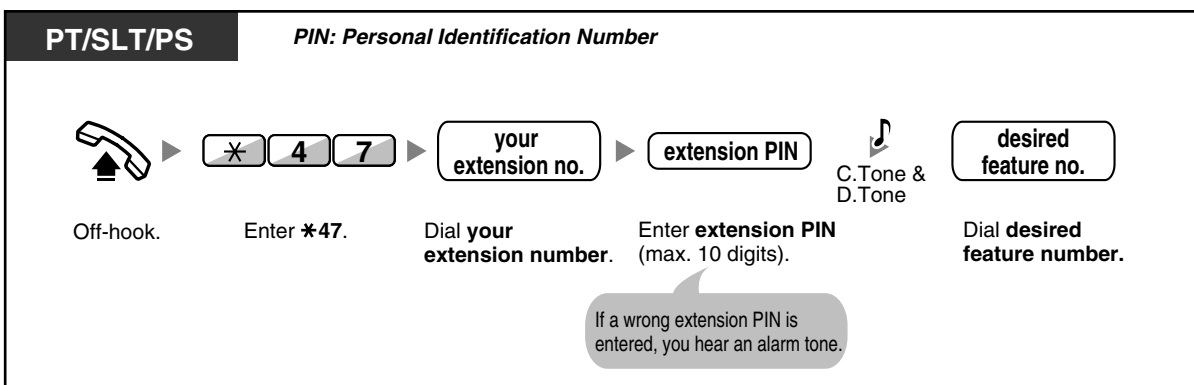 PT/SLT/PS
PIN: Personal Identification Number
✳ 4 7
your
extension no.
extension PIN
C.Tone &
D.Tone
desired
feature no.
Off-hook.
Enter ✳47.
Dial your
extension number.
Enter extension PIN
(max. 10 digits).
Dial desired
feature number.
If a wrong extension PIN is
entered, you hear an alarm tone.